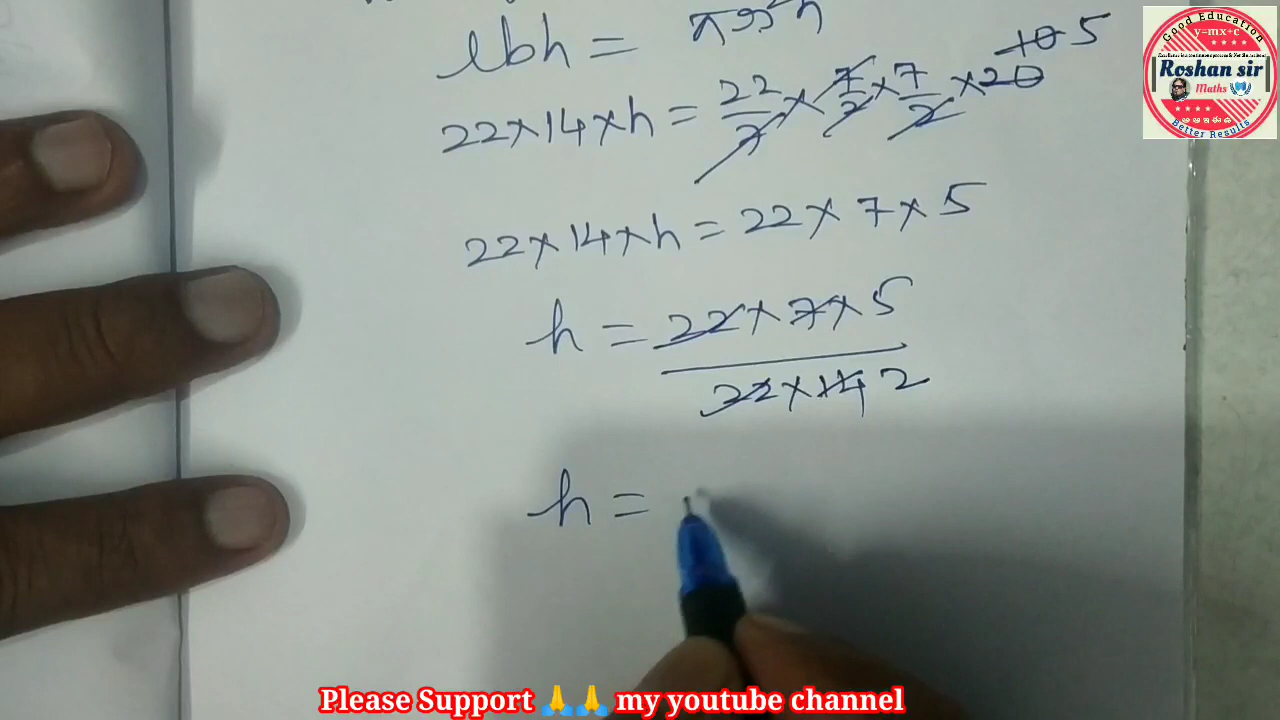 lbh = πr²h
22×14×h = 22/7 × 7/2 × 7/2 × 20 10 5
22×14×h = 22×7×5
h = 22×7×5 / 22×14 2
h =
Good Education
y=mx+c
Roshan sir
Maths
Better Results
Please Support 🙏🙏 my youtube channel